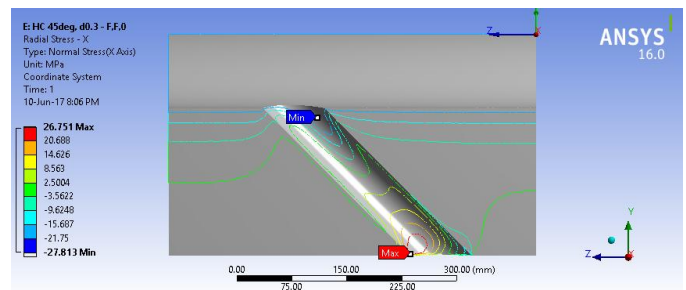 E: HC 45deg, d0.3 - F,F,0
Radial Stress - X
Type: Normal Stress(X Axis)
Unit: MPa
Coordinate System
Time: 1
10-Jun-17 8:06 PM
26.751 Max
20.688
14.626
8.563
2.5004
-3.5622
-9.6248
-15.687
-21.75
-27.813 Min
Z
X
ANSYS
16.0
Min
Max
0.00 150.00 300.00 (mm)
75.00 225.00
Y
Z
X